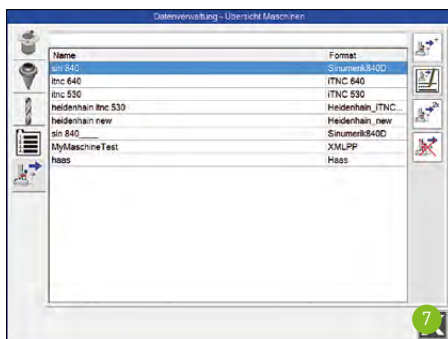 Datenverwaltung - Übersicht Maschinen
Name Format
sin 840 Sinumerik840D
itnc 640 iTNC 640
itnc 530 iTNC 530
heidenhain itnc 530 Heidenhain_iTNC...
heidenhain new Heidenhain_new
sin 840____ Sinumerik840D
MyMaschineTest XMLPP
haas Haas
7